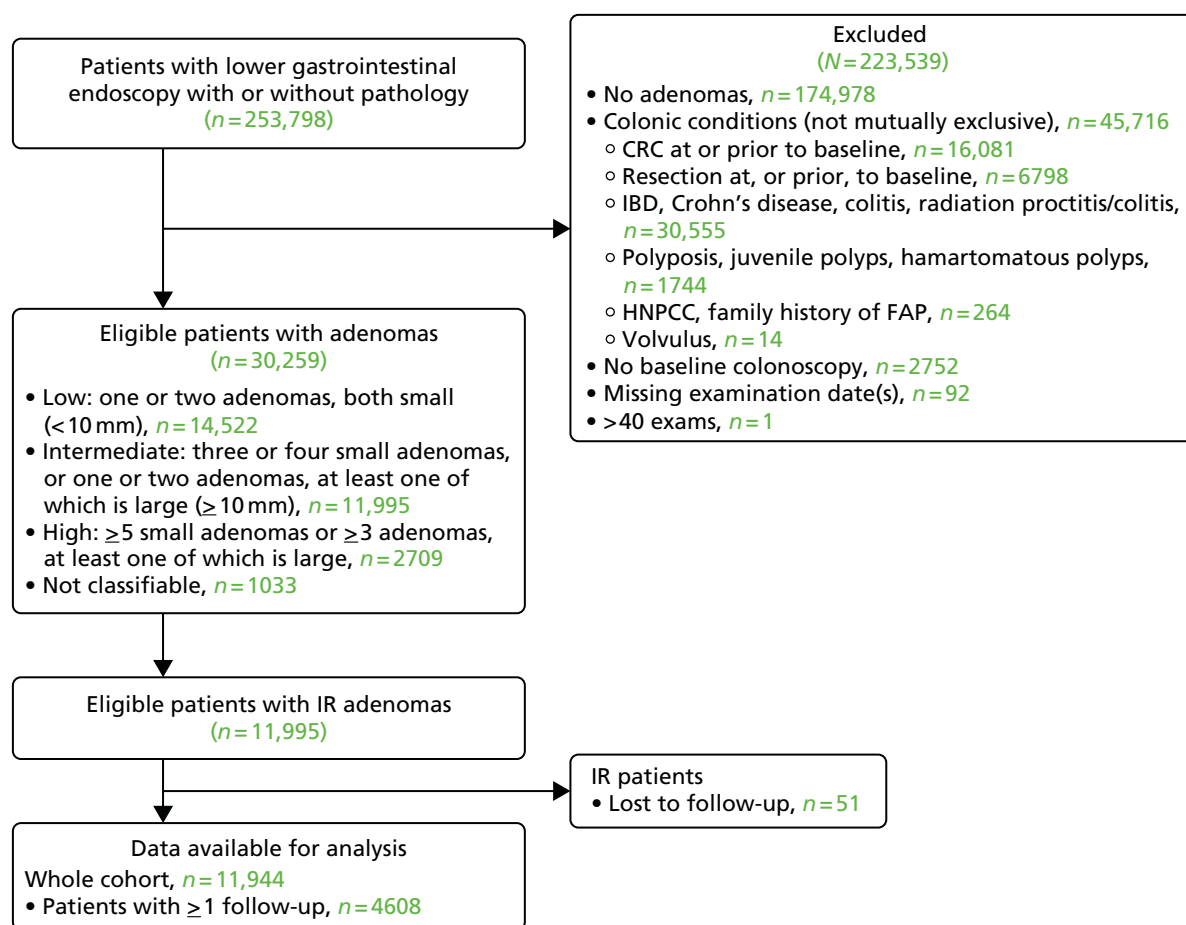 Patients with lower gastrointestinal
endoscopy with or without pathology
(n=253,798)
Excluded
(N=223,539)
• No adenomas, n=174,978
• Colonic conditions (not mutually exclusive), n=45,716
○ CRC at or prior to baseline, n=16,081
○ Resection at, or prior, to baseline, n=6798
○ IBD, Crohn’s disease, colitis, radiation proctitis/colitis,
n=30,555
○ Polyposis, juvenile polyps, hamartomatous polyps,
n=1744
○ HNPCC, family history of FAP, n=264
○ Volvulus, n=14
• No baseline colonoscopy, n=2752
• Missing examination date(s), n=92
• >40 exams, n=1
Eligible patients with adenomas
(n=30,259)
• Low: one or two adenomas, both small
(<10 mm), n=14,522
• Intermediate: three or four small adenomas,
or one or two adenomas, at least one of
which is large (≥10 mm), n=11,995
• High: ≥5 small adenomas or ≥3 adenomas,
at least one of which is large, n=2709
• Not classifiable, n=1033
Eligible patients with IR adenomas
(n=11,995)
IR patients
• Lost to follow-up, n=51
Data available for analysis
Whole cohort, n=11,944
• Patients with ≥1 follow-up, n=4608